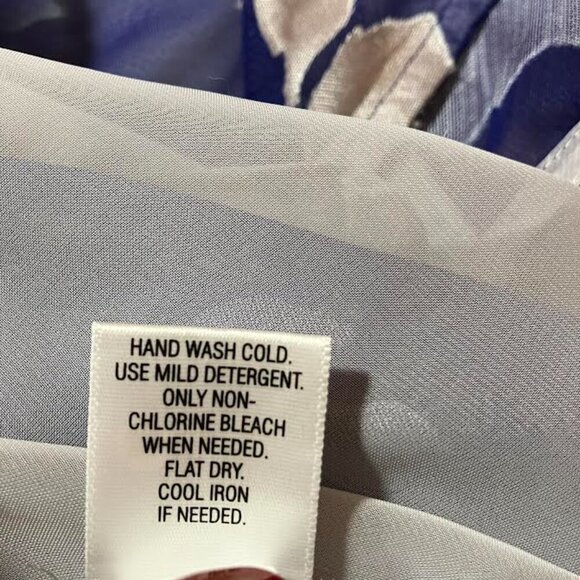 HAND WASH COLD.
USE MILD DETERGENT.
ONLY NON-
CHLORINE BLEACH
WHEN NEEDED.
FLAT DRY.
COOL IRON
IF NEEDED.